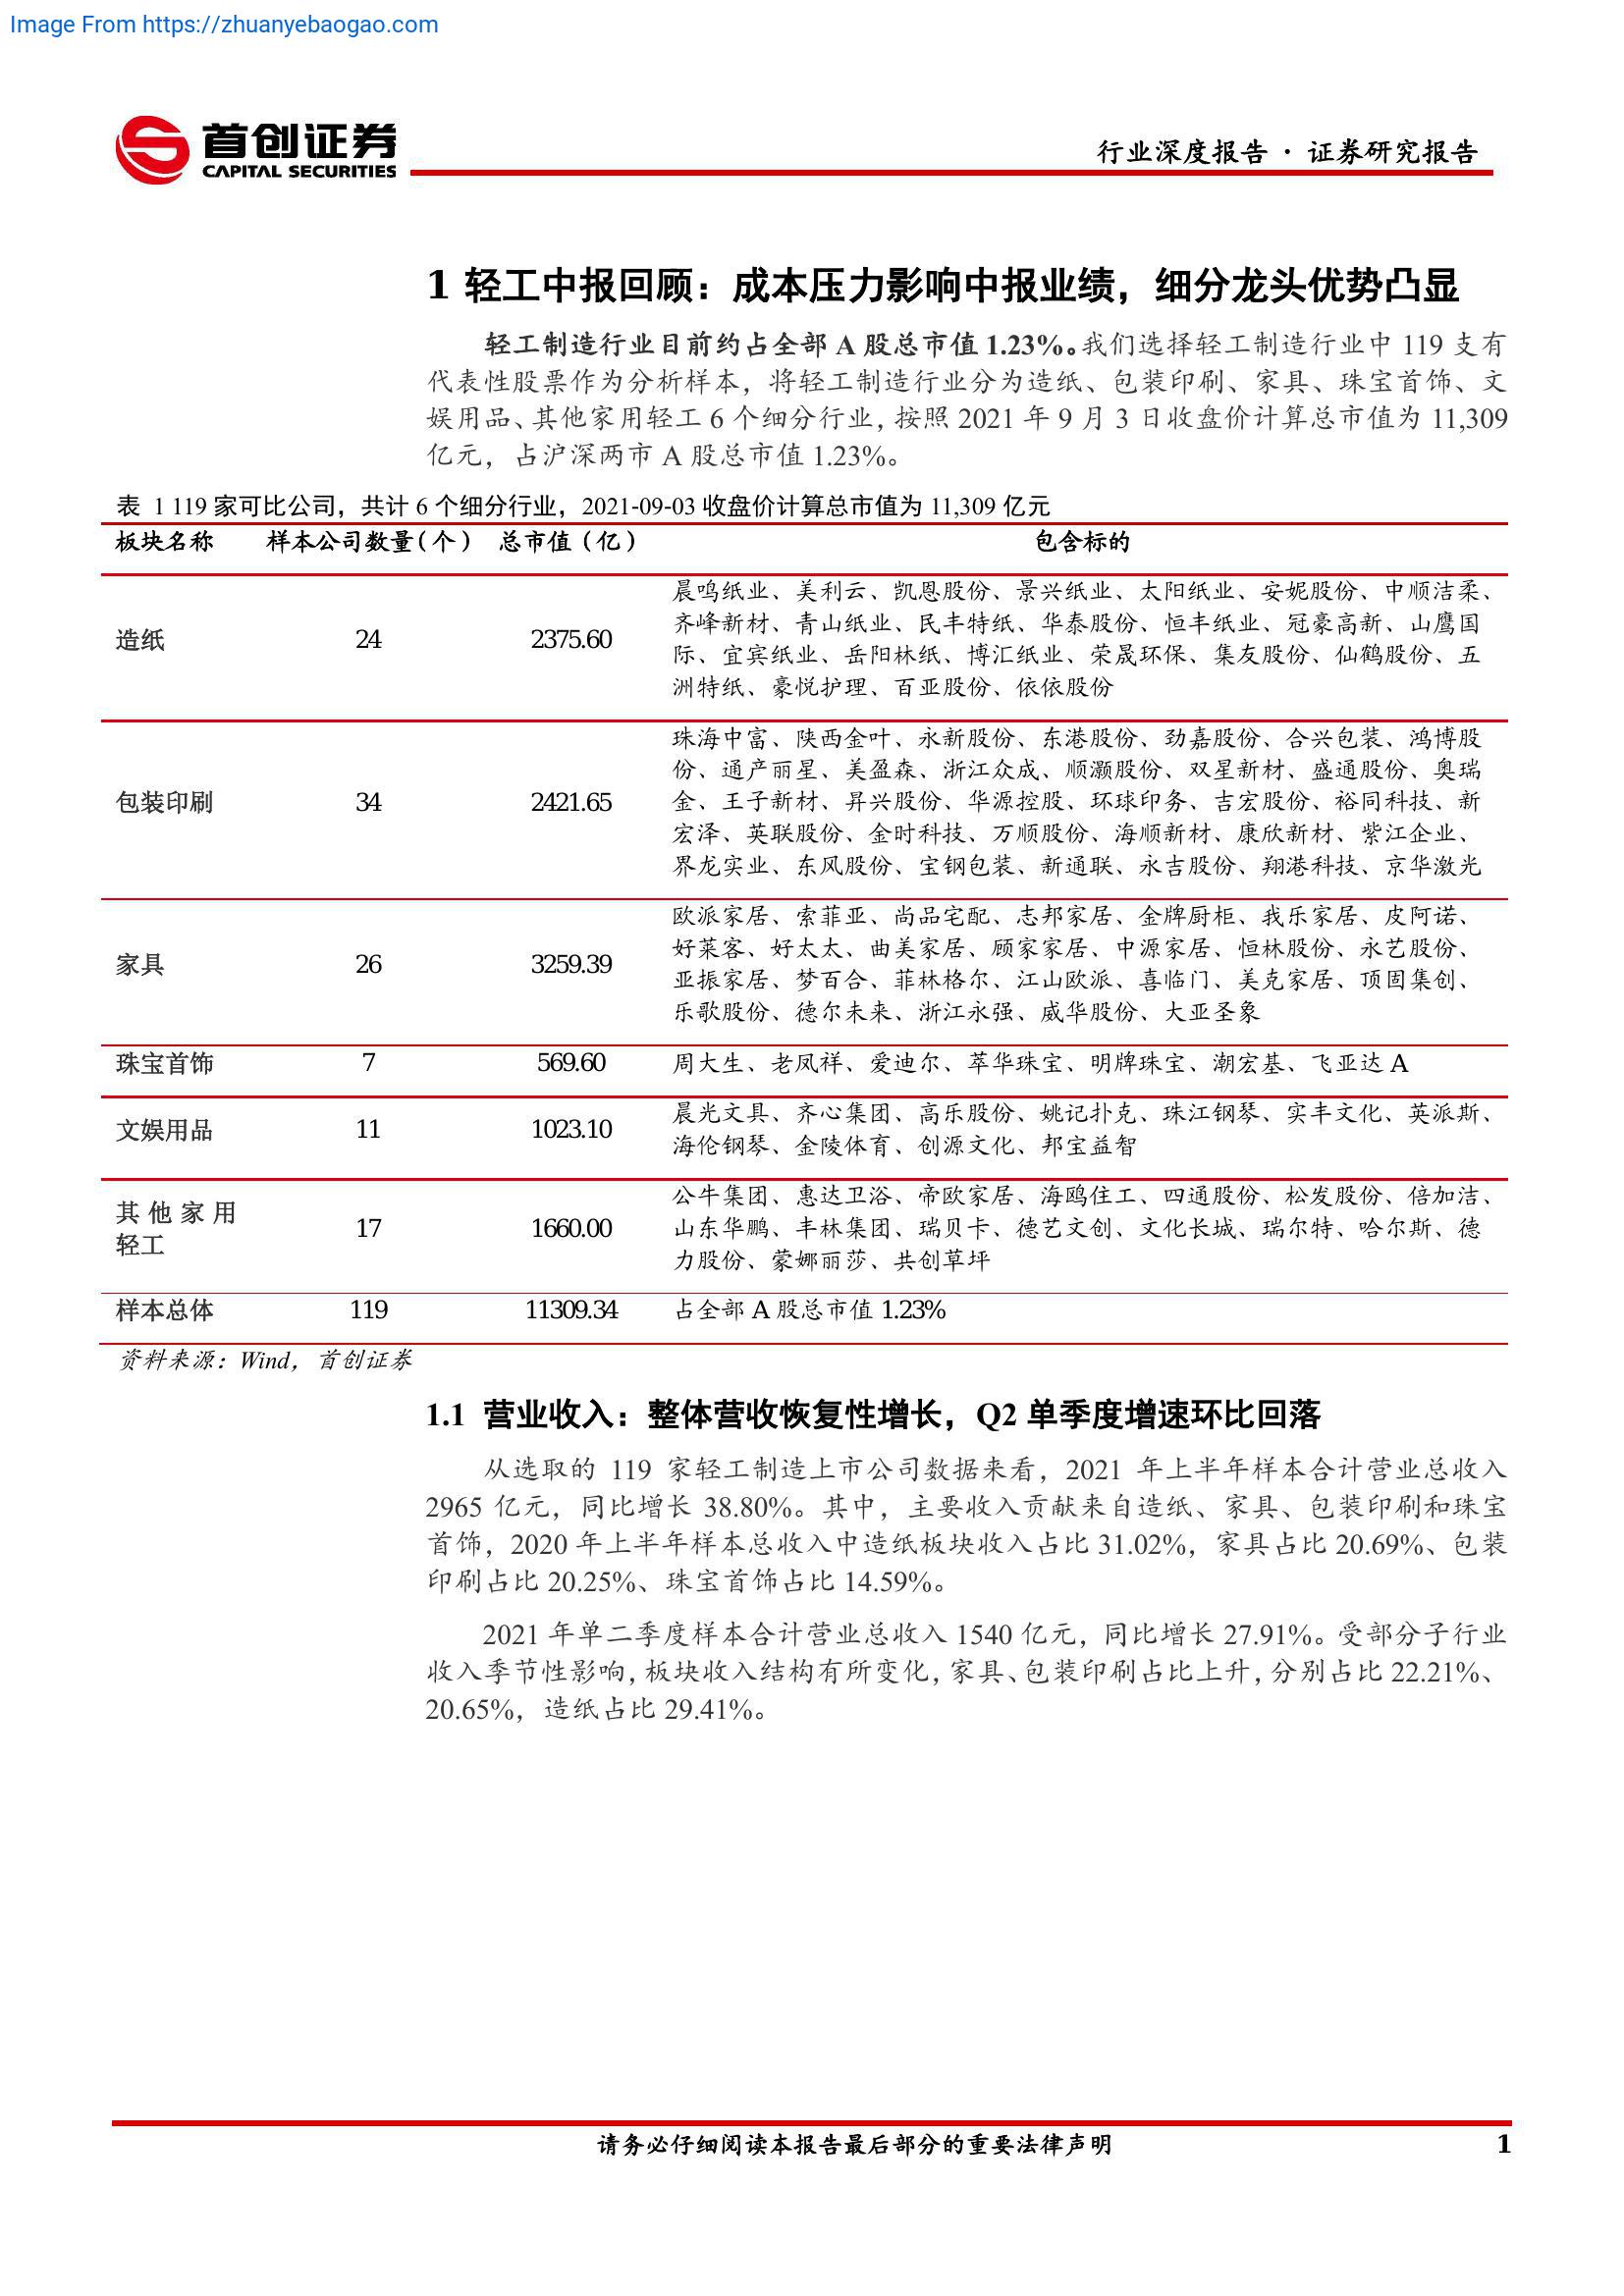 Image From https://zhuanyebaogao.com
首创证券
CAPITAL SECURITIES
行业深度报告 · 证券研究报告
1 轻工中报回顾：成本压力影响中报业绩，细分龙头优势凸显
轻工制造行业目前约占全部 A 股总市值 1.23%。我们选择轻工制造行业中 119 支有
代表性股票作为分析样本，将轻工制造行业分为造纸、包装印刷、家具、珠宝首饰、文
娱用品、其他家用轻工 6 个细分行业，按照 2021 年 9 月 3 日收盘价计算总市值为 11,309
亿元，占沪深两市 A 股总市值 1.23%。
表 1 119 家可比公司，共计 6 个细分行业，2021-09-03 收盘价计算总市值为 11,309 亿元
板块名称 样本公司数量（个） 总市值（亿） 包含标的
造纸 24 2375.60
晨鸣纸业、美利云、凯恩股份、景兴纸业、太阳纸业、安妮股份、中顺洁柔、
齐峰新材、青山纸业、民丰特纸、华泰股份、恒丰纸业、冠豪高新、山鹰国
际、宜宾纸业、岳阳林纸、博汇纸业、荣晟环保、集友股份、仙鹤股份、五
洲特纸、豪悦护理、百亚股份、依依股份
包装印刷 34 2421.65
珠海中富、陕西金叶、永新股份、东港股份、劲嘉股份、合兴包装、鸿博股
份、通产丽星、美盈森、浙江众成、顺灏股份、双星新材、盛通股份、奥瑞
金、王子新材、昇兴股份、华源控股、环球印务、吉宏股份、裕同科技、新
宏泽、英联股份、金时科技、万顺股份、海顺新材、康欣新材、紫江企业、
界龙实业、东风股份、宝钢包装、新通联、永吉股份、翔港科技、京华激光
家具 26 3259.39
欧派家居、索菲亚、尚品宅配、志邦家居、金牌厨柜、我乐家居、皮阿诺、
好莱客、好太太、曲美家居、顾家家居、中源家居、恒林股份、永艺股份、
亚振家居、梦百合、菲林格尔、江山欧派、喜临门、美克家居、顶固集创、
乐歌股份、德尔未来、浙江永强、威华股份、大亚圣象
珠宝首饰 7 569.60 周大生、老凤祥、爱迪尔、萃华珠宝、明牌珠宝、潮宏基、飞亚达 A
文娱用品 11 1023.10
晨光文具、齐心集团、高乐股份、姚记扑克、珠江钢琴、实丰文化、英派斯、
海伦钢琴、金陵体育、创源文化、邦宝益智
其他家用
轻工
17 1660.00
公牛集团、惠达卫浴、帝欧家居、海鸥住工、四通股份、松发股份、倍加洁、
山东华鹏、丰林集团、瑞贝卡、德艺文创、文化长城、瑞尔特、哈尔斯、德
力股份、蒙娜丽莎、共创草坪
样本总体 119 11309.34 占全部 A 股总市值 1.23%
资料来源：Wind，首创证券
1.1 营业收入：整体营收恢复性增长，Q2 单季度增速环比回落
从选取的 119 家轻工制造上市公司数据来看，2021 年上半年样本合计营业总收入
2965 亿元，同比增长 38.80%。其中，主要收入贡献来自造纸、家具、包装印刷和珠宝
首饰，2020 年上半年样本总收入中造纸板块收入占比 31.02%，家具占比 20.69%、包装
印刷占比 20.25%、珠宝首饰占比 14.59%。
2021 年单二季度样本合计营业总收入 1540 亿元，同比增长 27.91%。受部分子行业
收入季节性影响，板块收入结构有所变化，家具、包装印刷占比上升，分别占比 22.21%、
20.65%，造纸占比 29.41%。
请务必仔细阅读本报告最后部分的重要法律声明
1